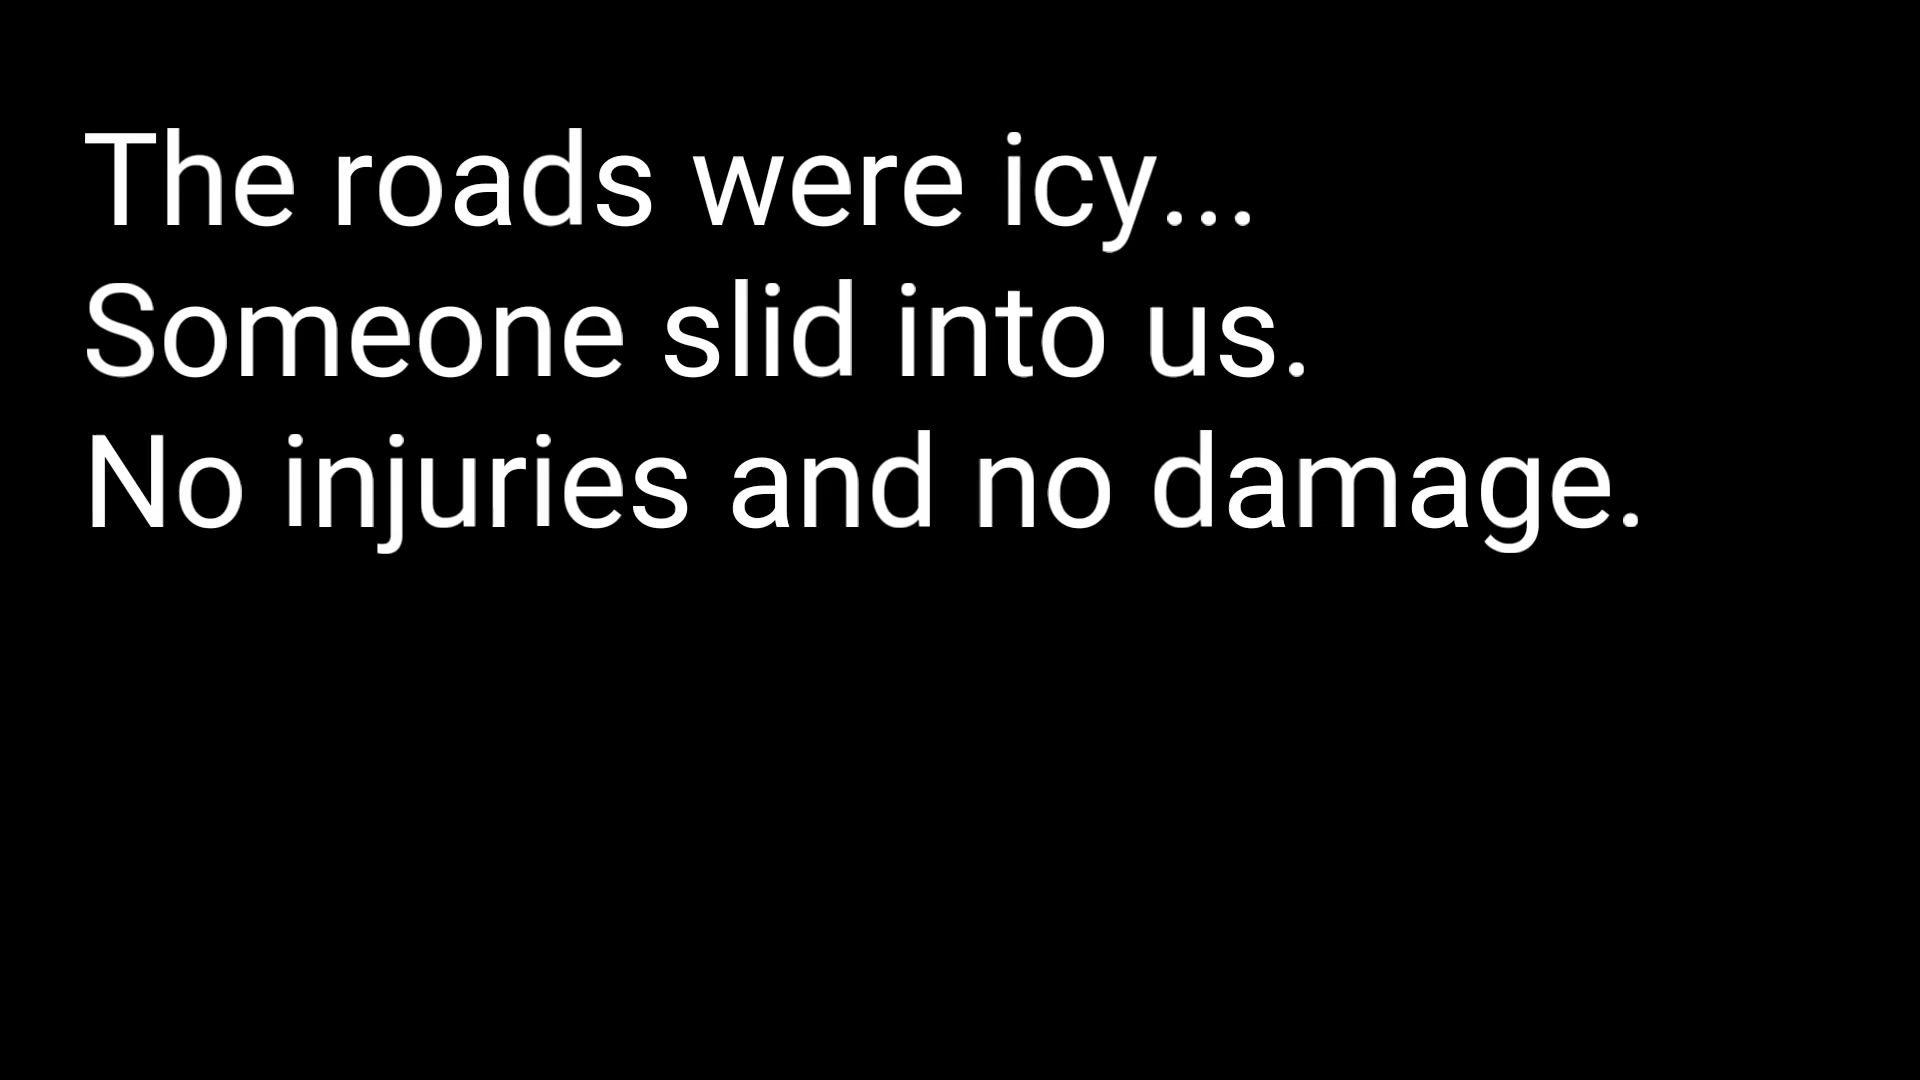 The roads were icy...
Someone slid into us.
No injuries and no damage.